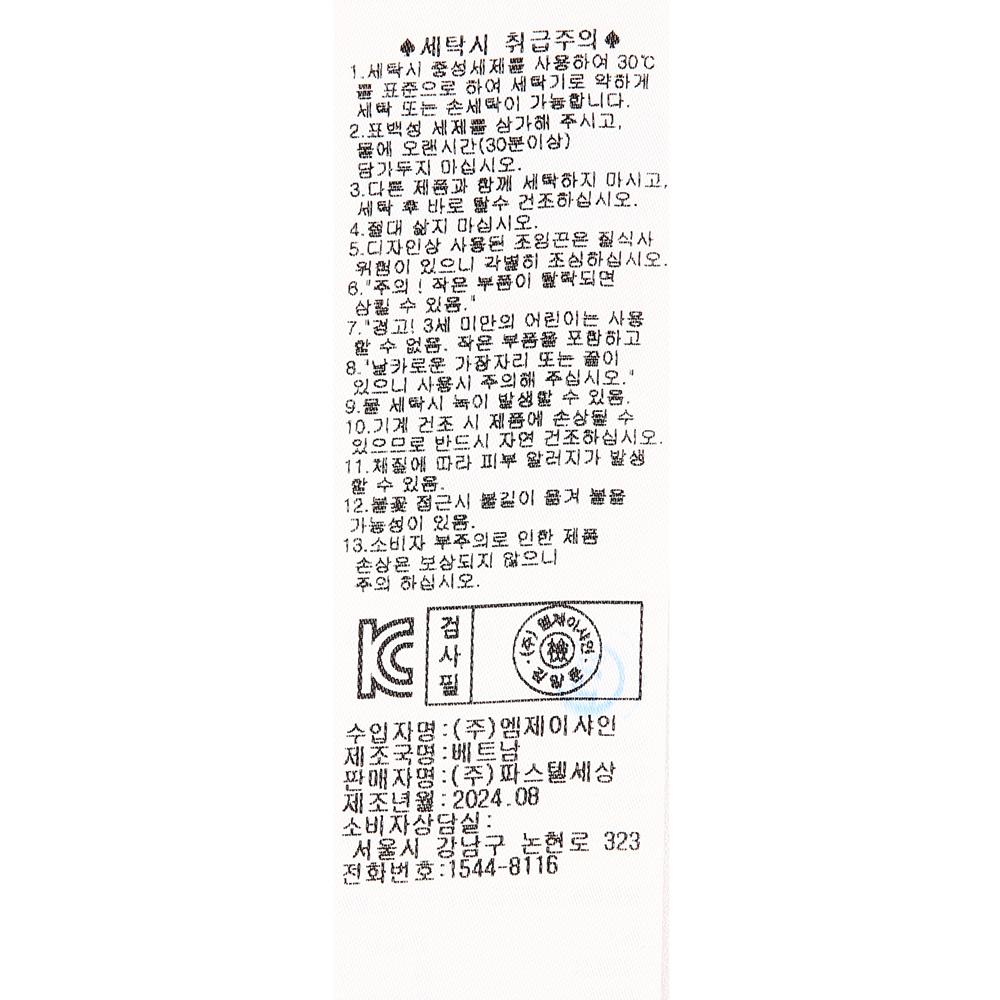 ♠세탁시 취급주의♠
1.세탁시 중성세제를 사용하여 30℃
를 표준으로 하여 세탁기로 약하게
세탁 또는 손세탁이 가능합니다.
2.표백성 세제를 삼가해 주시고,
물에 오랜시간(30분이상)
담가두지 마십시오.
3.다른 제품과 함께 세탁하지 마시고,
세탁 후 바로 탈수 건조하십시오.
4.절대 삶지 마십시오.
5.디자인상 사용된 조임끈은 질식사
위험이 있으니 각별히 조심하십시오.
6."주의! 작은 부품이 탈락되면
삼킬 수 있음."
7."경고! 3세 미만의 어린이는 사용
할 수 없음. 작은 부품을 포함하고
8."날카로운 가장자리 또는 끝이
있으니 사용시 주의해 주십시오."
9.물 세탁시 녹이 발생할 수 있음.
10.기계 건조 시 제품에 손상될 수
있으므로 반드시 자연 건조하십시오.
11.체질에 따라 피부 알러지가 발생
할 수 있음.
12.불꽃 접근시 불길이 옮겨 붙을
가능성이 있음.
13.소비자 부주의로 인한 제품
손상은 보상되지 않으니
주의 하십시오.
검사필
(주)엠제이샤인
檢
수입자명:(주)엠제이샤인
제조국명:베트남
판매자명:(주)파스텔세상
제조년월:2024.08
소비자상담실:
서울시 강남구 논현로 323
전화번호:1544-8116